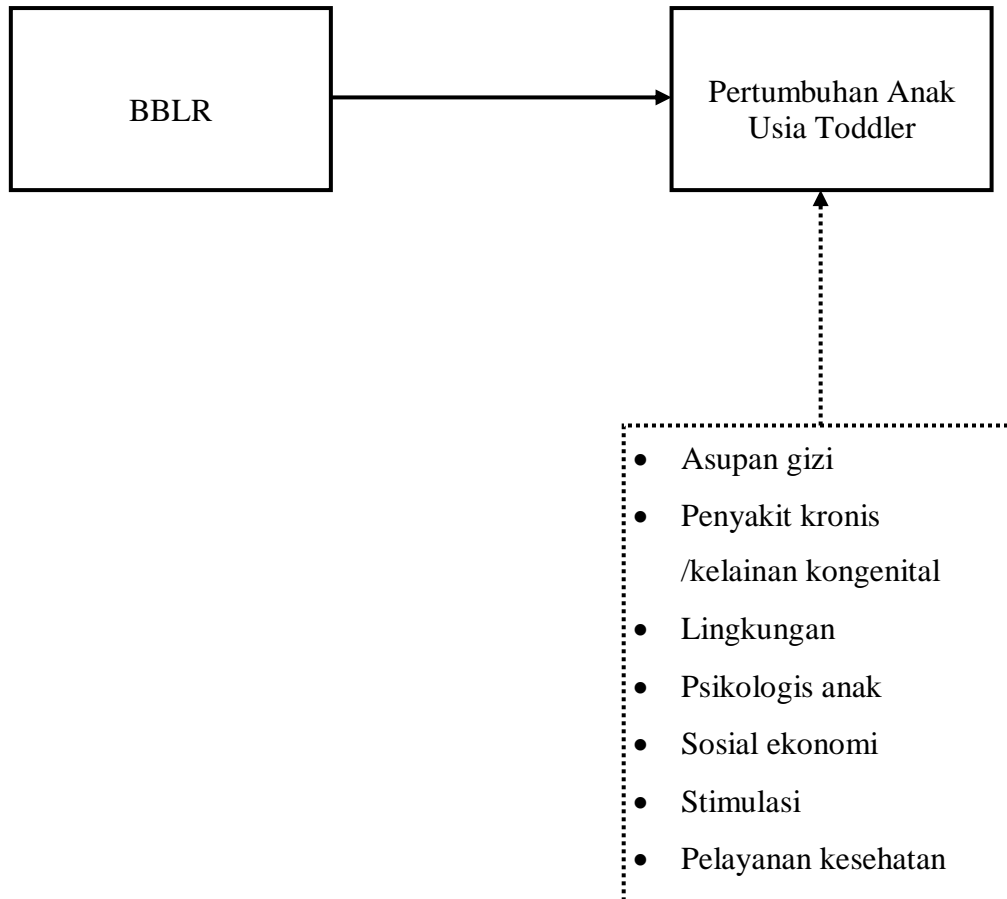 BBLR
Pertumbuhan Anak
Usia Toddler
• Asupan gizi
• Penyakit kronis
/kelainan kongenital
• Lingkungan
• Psikologis anak
• Sosial ekonomi
• Stimulasi
• Pelayanan kesehatan